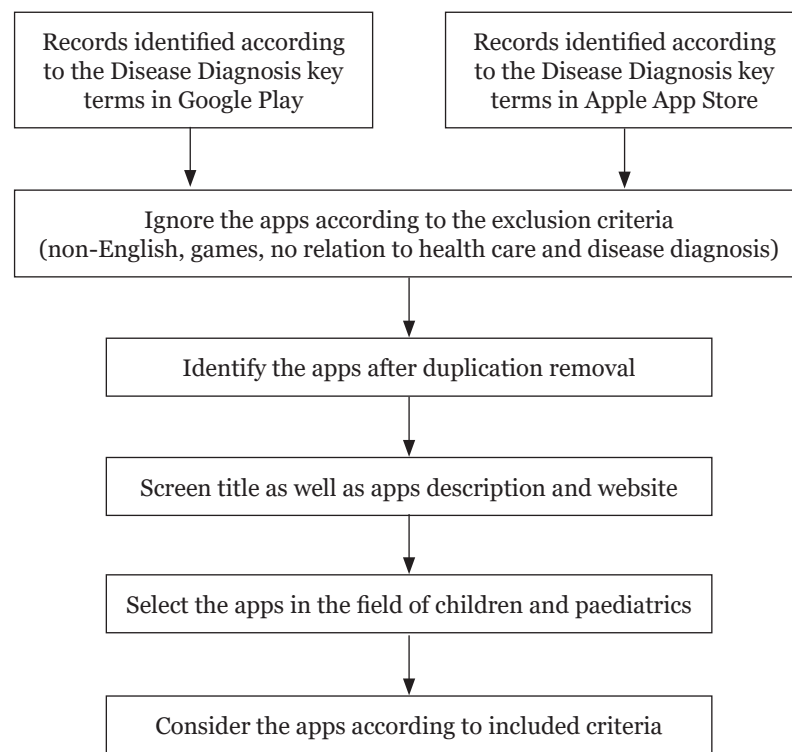 Records identified according
to the Disease Diagnosis key
terms in Google Play
Records identified according
to the Disease Diagnosis key
terms in Apple App Store
Ignore the apps according to the exclusion criteria
(non-English, games, no relation to health care and disease diagnosis)
Identify the apps after duplication removal
Screen title as well as apps description and website
Select the apps in the field of children and paediatrics
Consider the apps according to included criteria